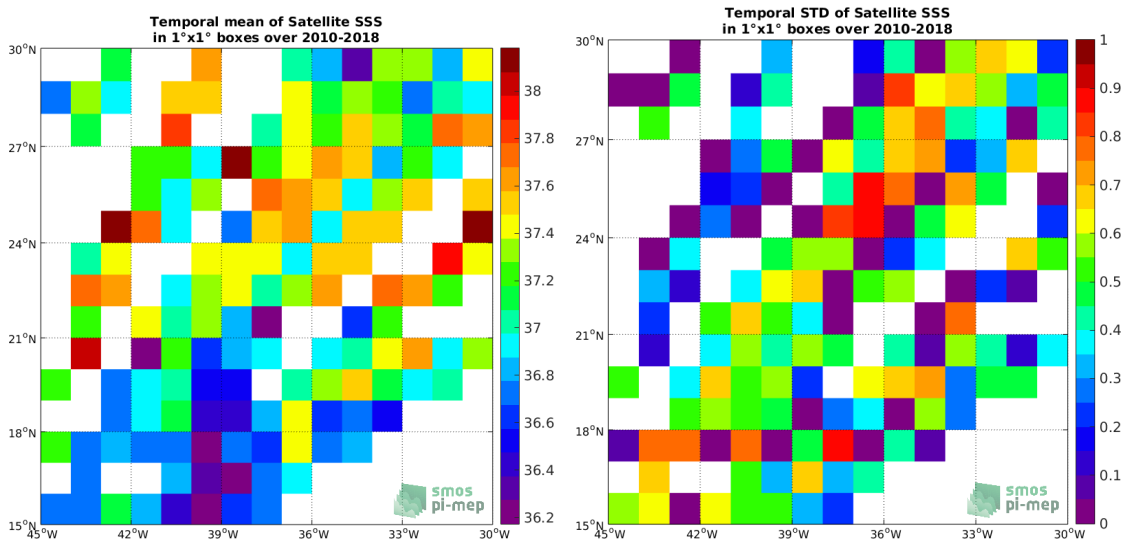 Temporal mean of Satellite SSS
in 1°x1° boxes over 2010-2018
30°N
27°N
24°N
21°N
18°N
15°N
45°W
42°W
39°W
36°W
33°W
30°W
38
37.8
37.6
37.4
37.2
37
36.8
36.6
36.4
36.2
smos
pi-mep
Temporal STD of Satellite SSS
in 1°x1° boxes over 2010-2018
30°N
27°N
24°N
21°N
18°N
15°N
45°W
42°W
39°W
36°W
33°W
30°W
1
0.9
0.8
0.7
0.6
0.5
0.4
0.3
0.2
0.1
0
smos
pi-mep